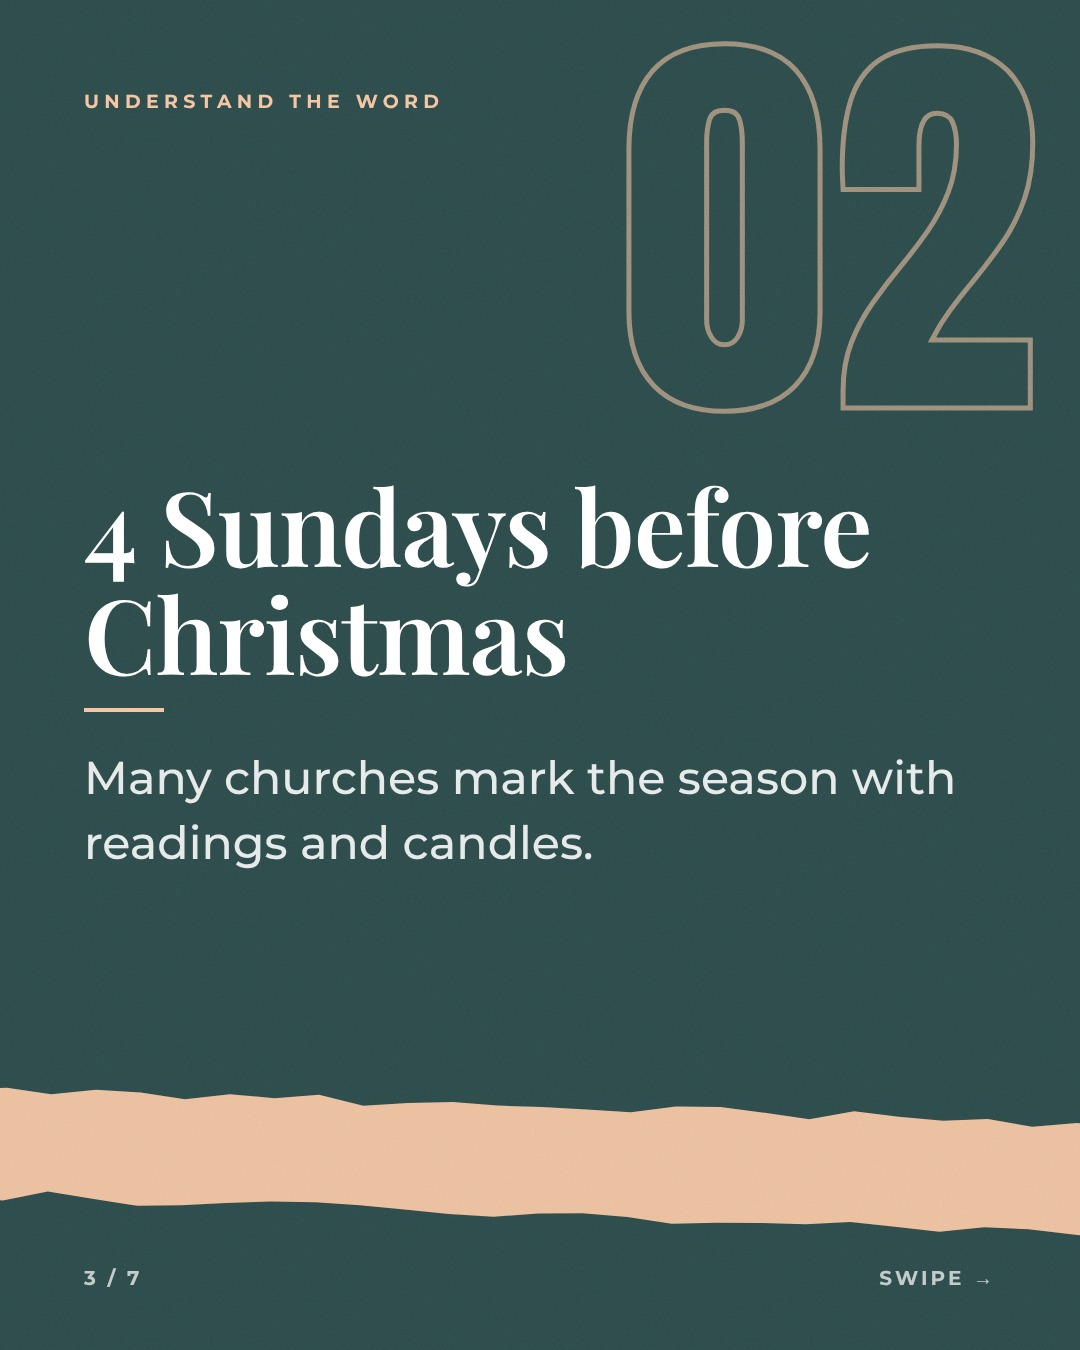 UNDERSTAND THE WORD
02
4 Sundays before
Christmas
Many churches mark the season with
readings and candles.
3 / 7
SWIPE →